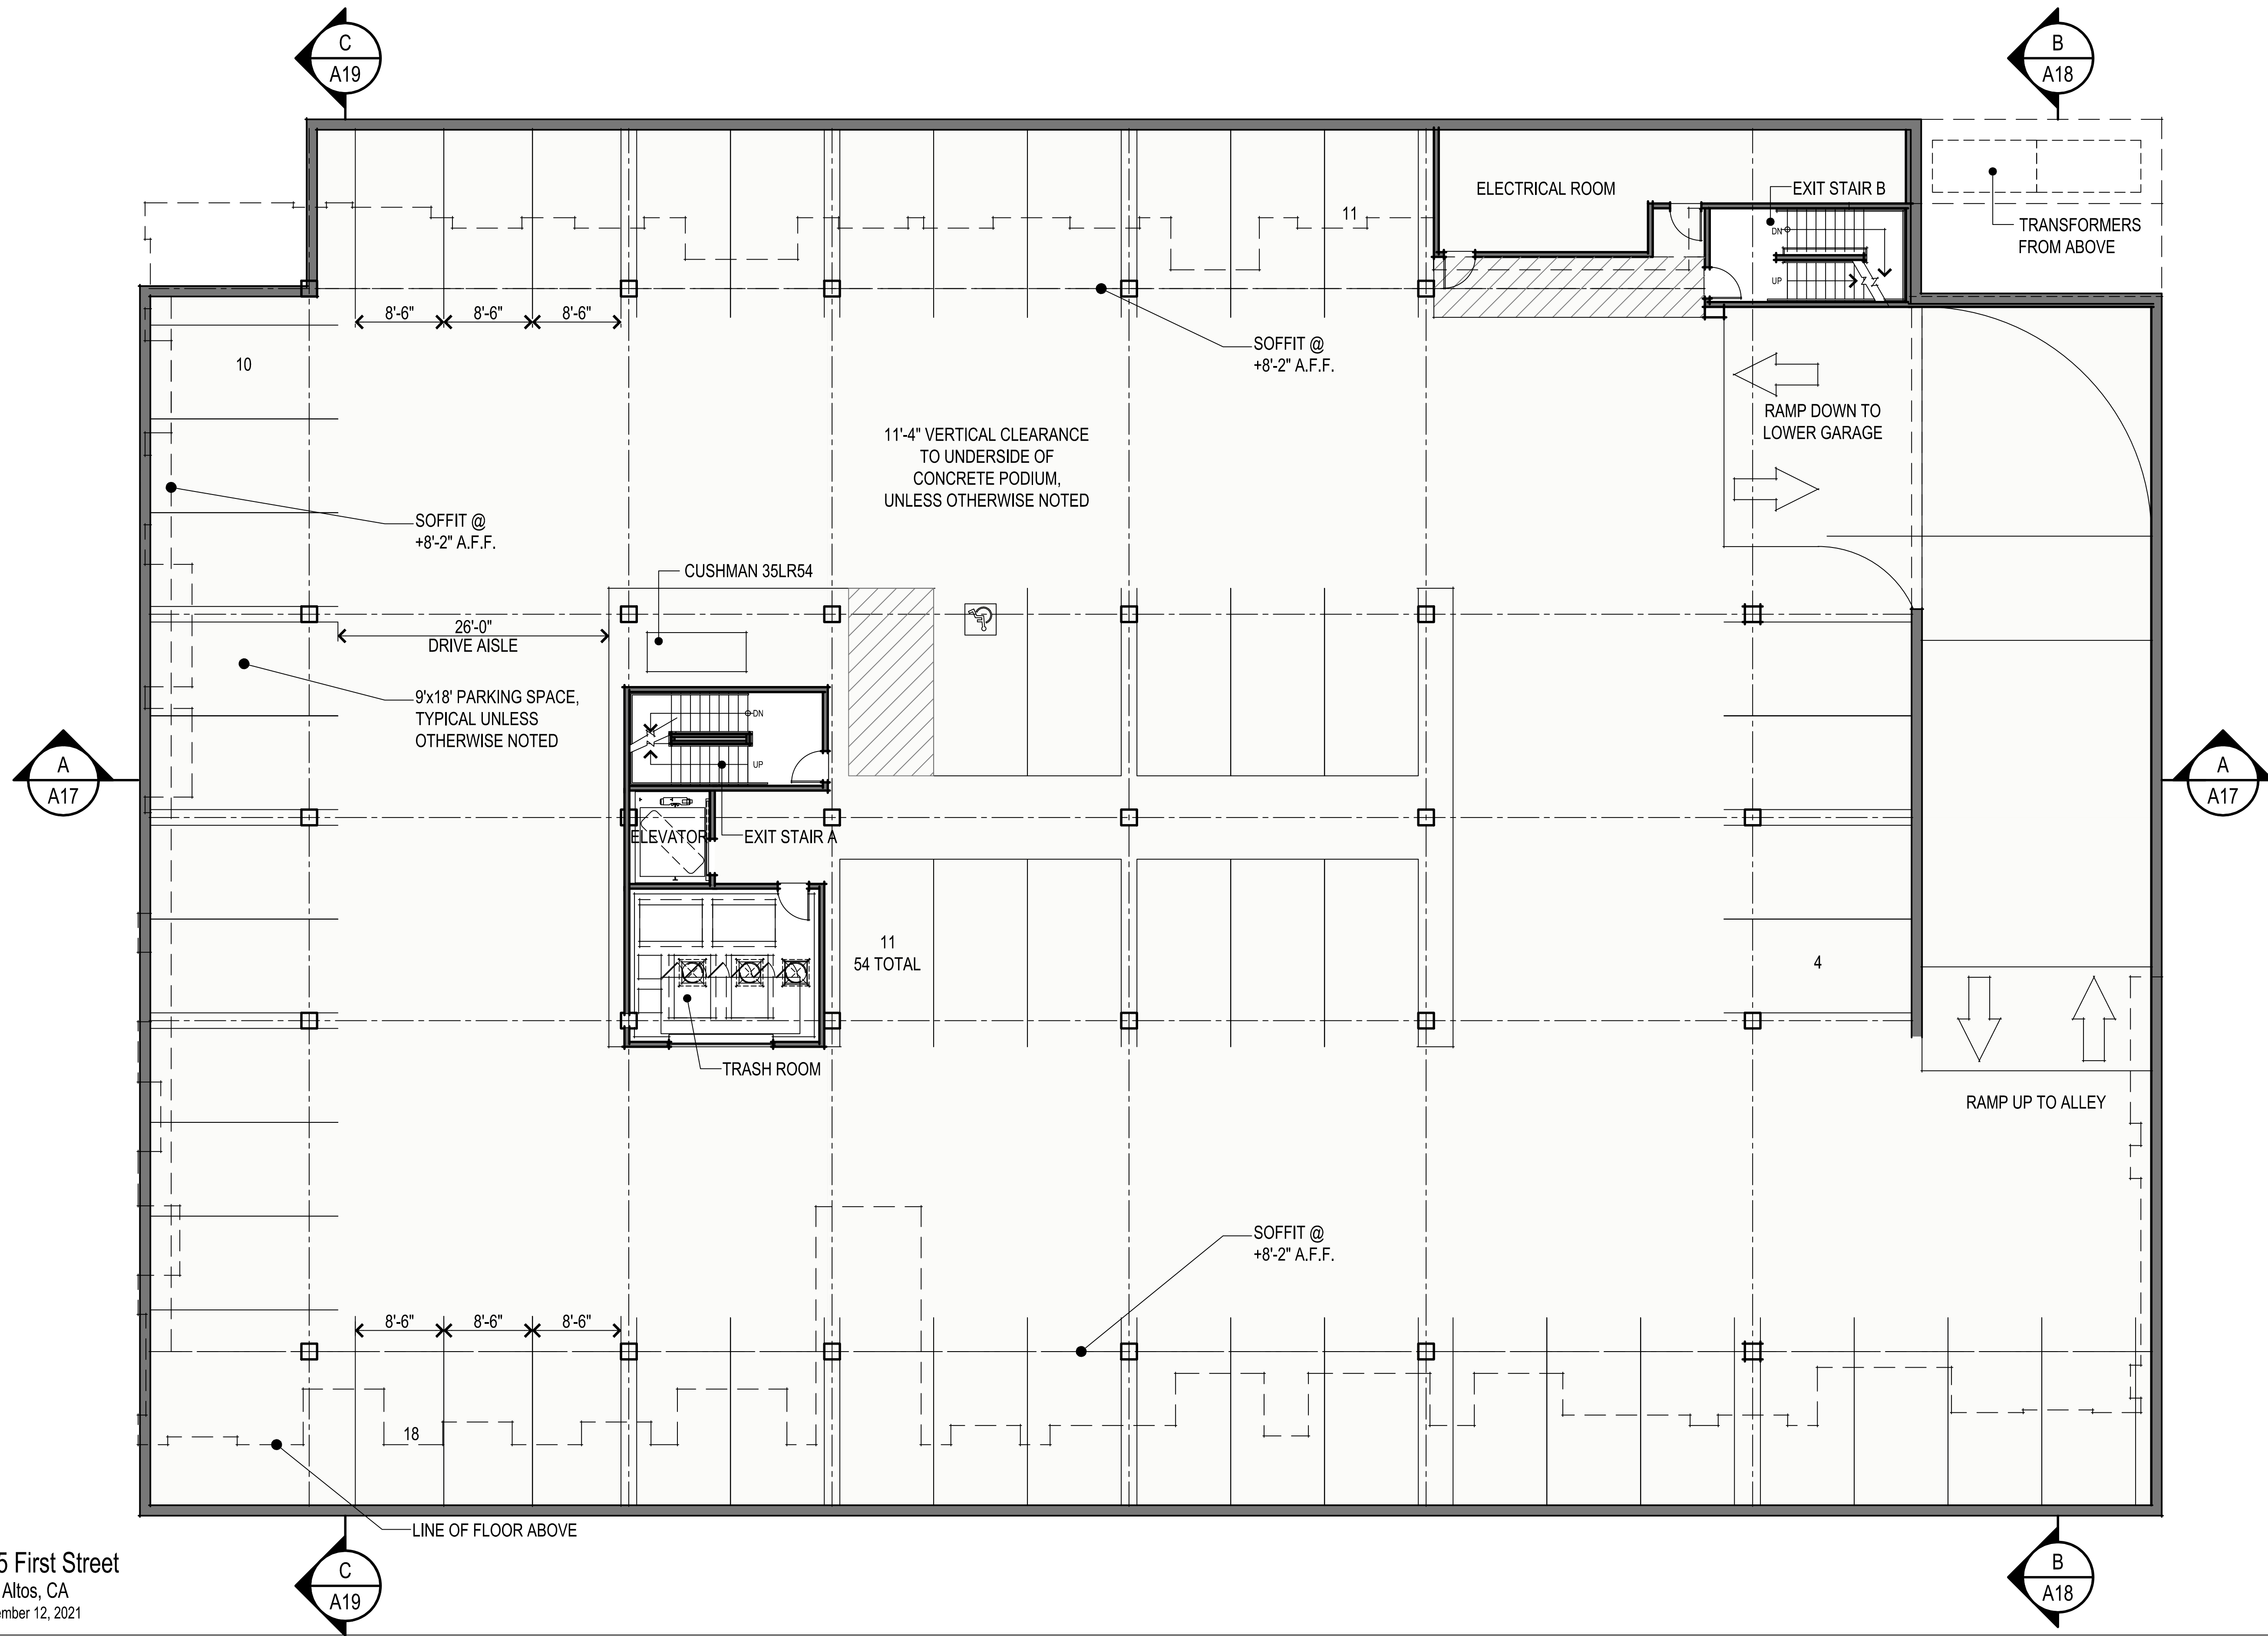 C
A19
B
A18
ELECTRICAL ROOM
EXIT STAIR B
11
TRANSFORMERS
FROM ABOVE
DN
UP
8'-6"
8'-6"
8'-6"
SOFFIT @
+8'-2" A.F.F.
10
RAMP DOWN TO
LOWER GARAGE
11'-4" VERTICAL CLEARANCE
TO UNDERSIDE OF
CONCRETE PODIUM,
UNLESS OTHERWISE NOTED
SOFFIT @
+8'-2" A.F.F.
CUSHMAN 35LR54
26'-0"
DRIVE AISLE
9'x18' PARKING SPACE,
TYPICAL UNLESS
OTHERWISE NOTED
DN
UP
A
A17
A
A17
ELEVATOR
EXIT STAIR A
11
54 TOTAL
4
TRASH ROOM
RAMP UP TO ALLEY
SOFFIT @
+8'-2" A.F.F.
8'-6"
8'-6"
8'-6"
18
LINE OF FLOOR ABOVE
5 First Street
Altos, CA
ember 12, 2021
C
A19
B
A18